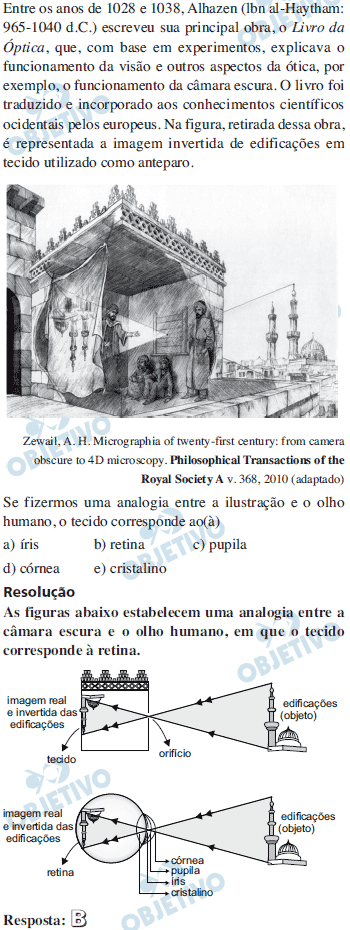 Entre os anos de 1028 e 1038, Alhazen (lbn al-Haytham:
965-1040 d.C.) escreveu sua principal obra, o Livro da
Óptica, que, com base em experimentos, explicava o
funcionamento da visão e outros aspectos da ótica, por
exemplo, o funcionamento da câmara escura. O livro foi
traduzido e incorporado aos conhecimentos científicos
ocidentais pelos europeus. Na figura, retirada dessa obra,
é representada a imagem invertida de edificações em
tecido utilizado como anteparo.
Zewail, A. H. Micrographia of twenty-first century: from camera
obscure to 4D microscopy. Philosophical Transactions of the
Royal Society A v. 368, 2010 (adaptado)
Se fizermos uma analogia entre a ilustração e o olho
humano, o tecido corresponde ao(à)
a) íris b) retina c) pupila
d) córnea e) cristalino
Resolução
As figuras abaixo estabelecem uma analogia entre a
câmara escura e o olho humano, em que o tecido
corresponde à retina.
imagem real
e invertida das
edificações
edificações
(objeto)
tecido
orifício
imagem real
e invertida das
edificações
edificações
(objeto)
retina
córnea
pupila
íris
cristalino
Resposta: B
OBJETIVO
OBJETIVO
OBJETIVO
OBJETIVO
OBJETIVO
OBJETIVO
OBJETIVO